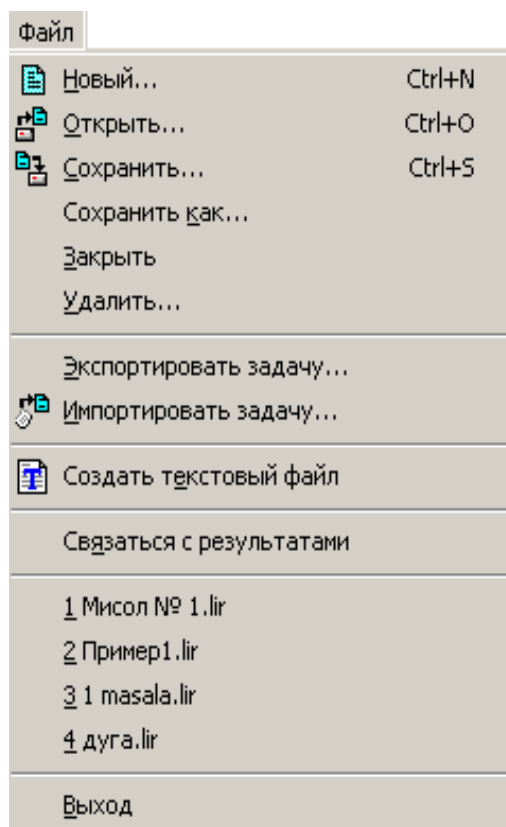 Файл
Новый... Ctrl+N
Открыть... Ctrl+O
Сохранить... Ctrl+S
Сохранить как...
Закрыть
Удалить...
Экспортировать задачу...
Импортировать задачу...
Создать текстовый файл
Связаться с результатами
1 Мисол № 1.lir
2 Пример1.lir
3 1 masala.lir
4 дуга.lir
Выход